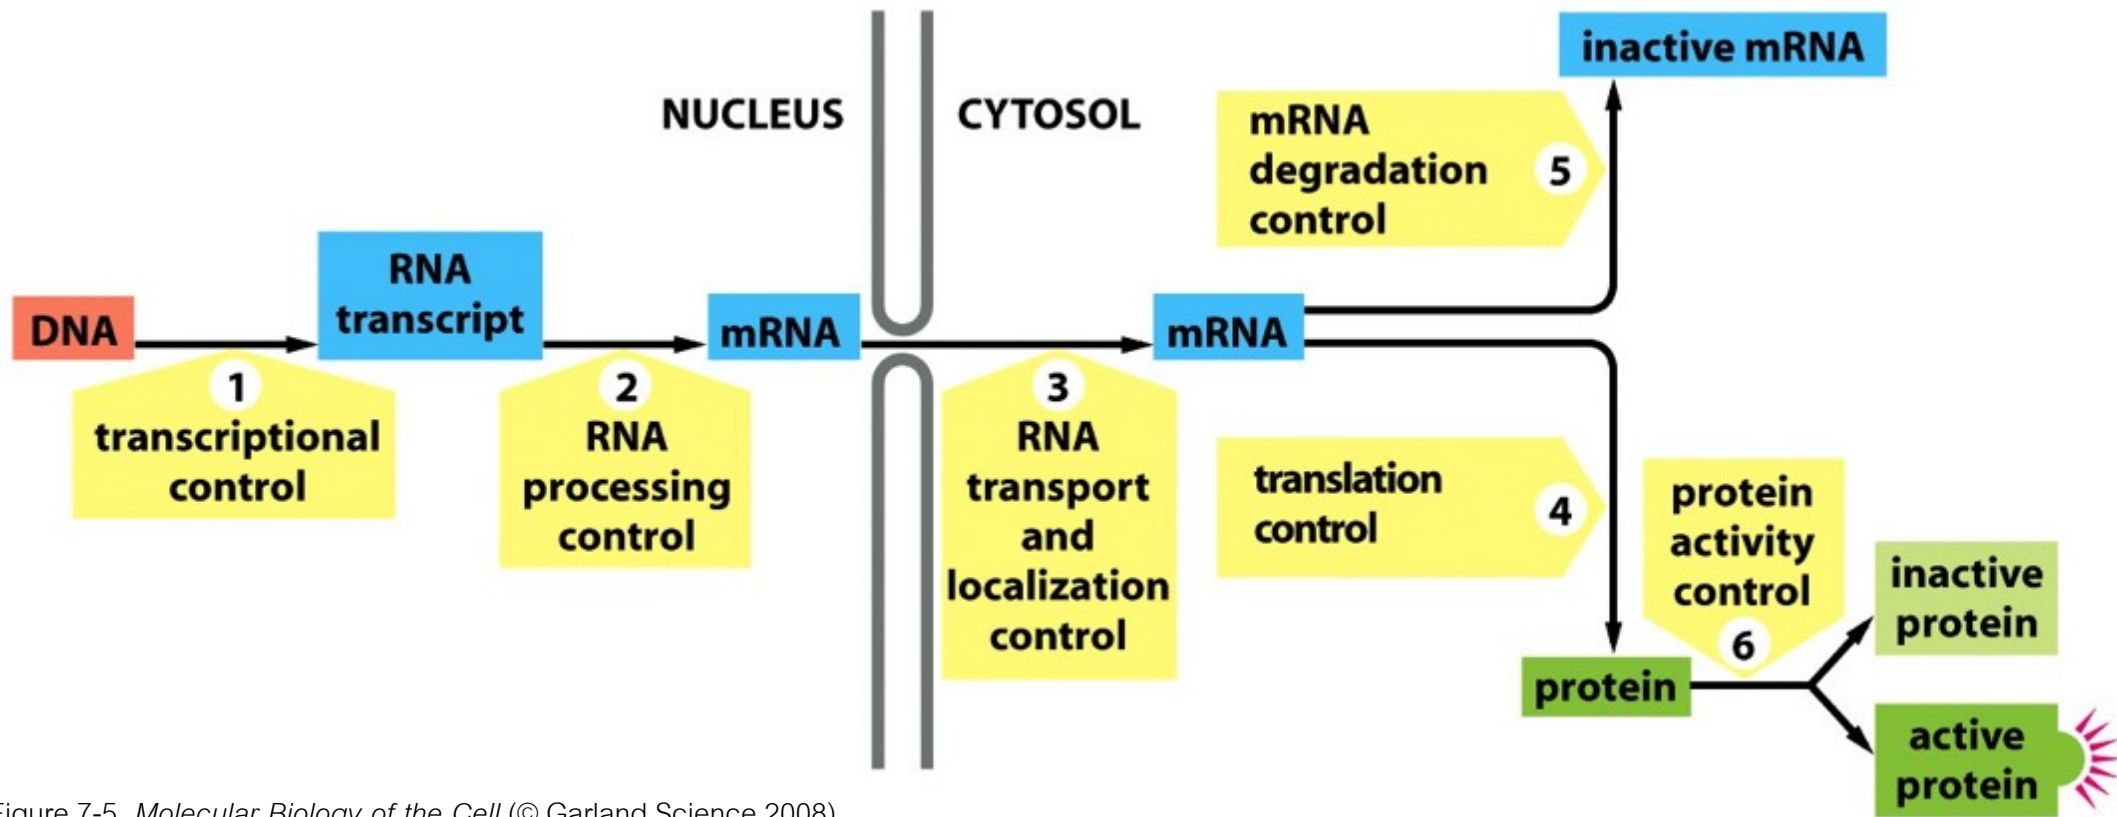 NUCLEUS
CYTOSOL
DNA
RNA
transcript
mRNA
mRNA
inactive mRNA
1
transcriptional
control
2
RNA
processing
control
3
RNA
transport
and
localization
control
mRNA
degradation
control
5
translation
control
4
protein
activity
control
6
protein
inactive
protein
active
protein
Figure 7-5 Molecular Biology of the Cell (© Garland Science 2008)